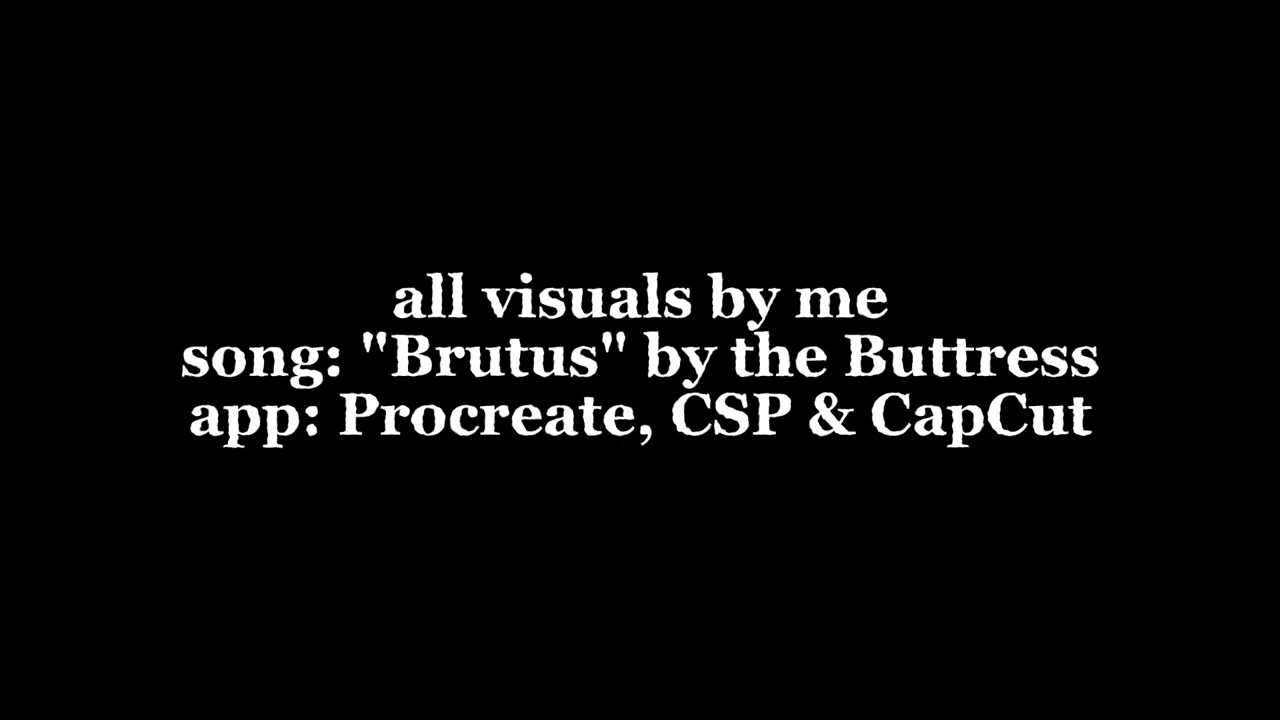 all visuals by me
song: "Brutus" by the Buttress
app: Procreate, CSP & CapCut